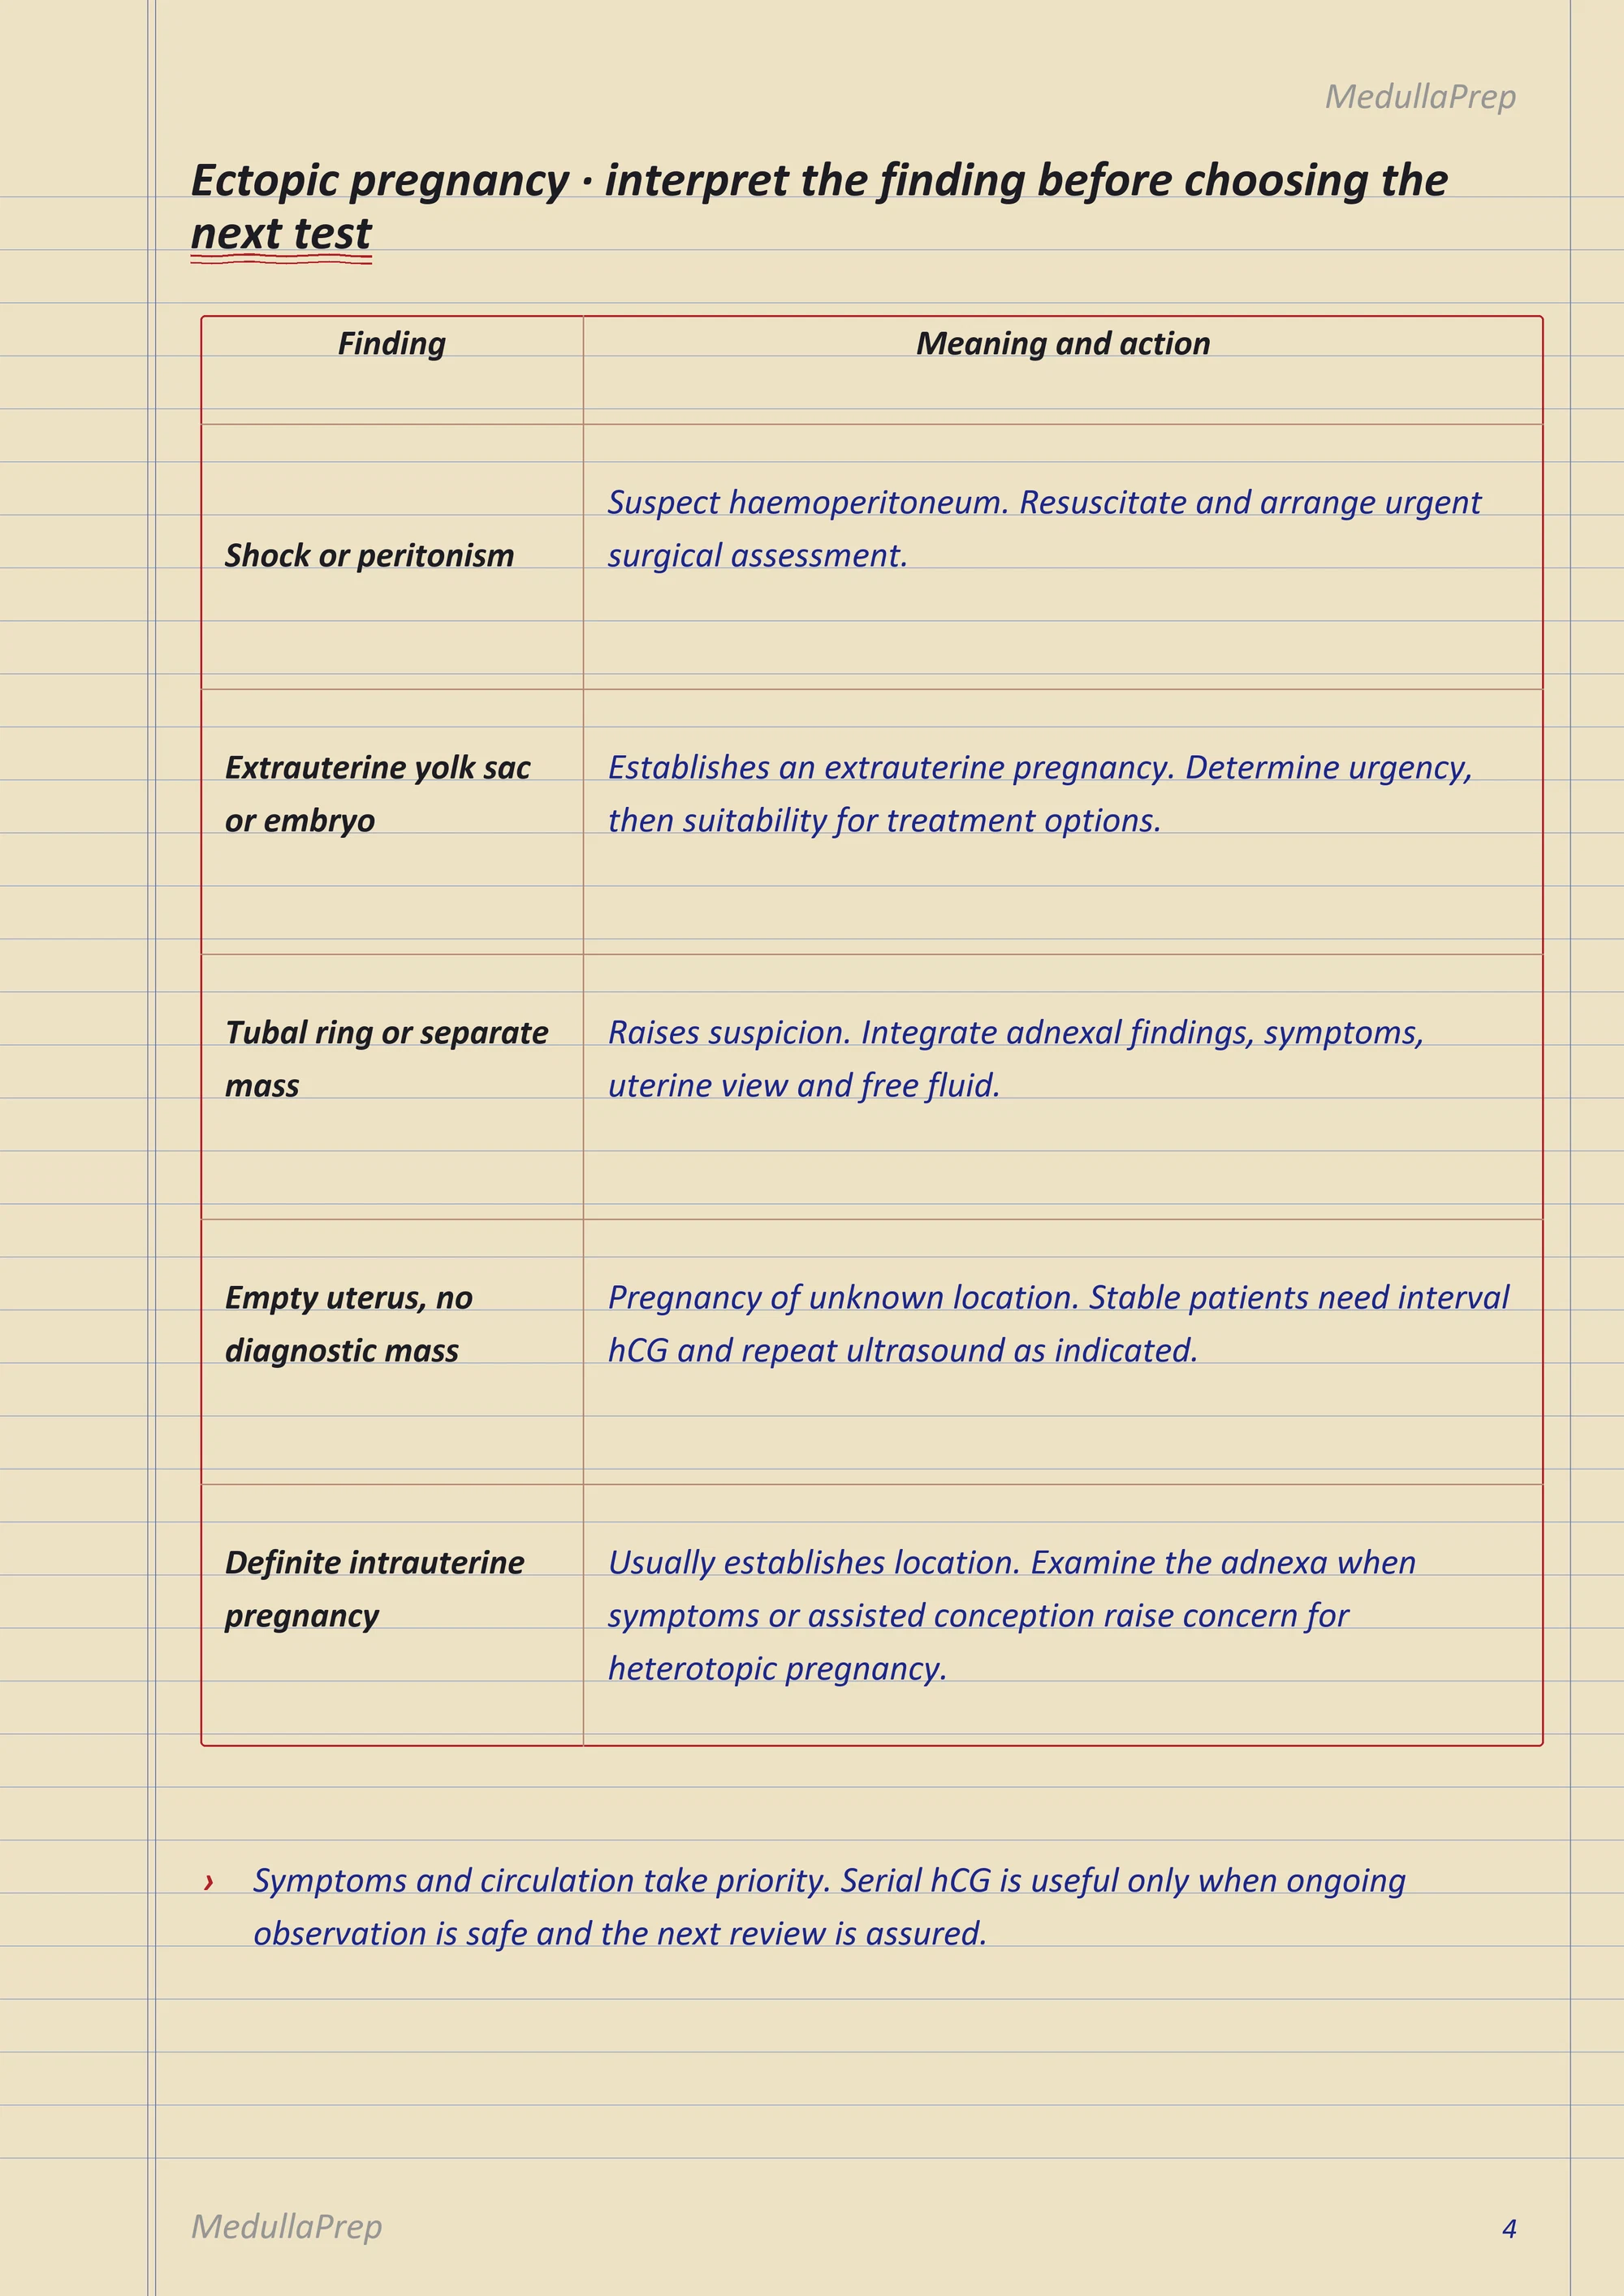 MedullaPrep
Ectopic pregnancy · interpret the finding before choosing the
next test
Finding
Meaning and action
Shock or peritonism
Suspect haemoperitoneum. Resuscitate and arrange urgent
surgical assessment.
Extrauterine yolk sac
or embryo
Establishes an extrauterine pregnancy. Determine urgency,
then suitability for treatment options.
Tubal ring or separate
mass
Raises suspicion. Integrate adnexal findings, symptoms,
uterine view and free fluid.
Empty uterus, no
diagnostic mass
Pregnancy of unknown location. Stable patients need interval
hCG and repeat ultrasound as indicated.
Definite intrauterine
pregnancy
Usually establishes location. Examine the adnexa when
symptoms or assisted conception raise concern for
heterotopic pregnancy.
› Symptoms and circulation take priority. Serial hCG is useful only when ongoing
observation is safe and the next review is assured.
MedullaPrep
4